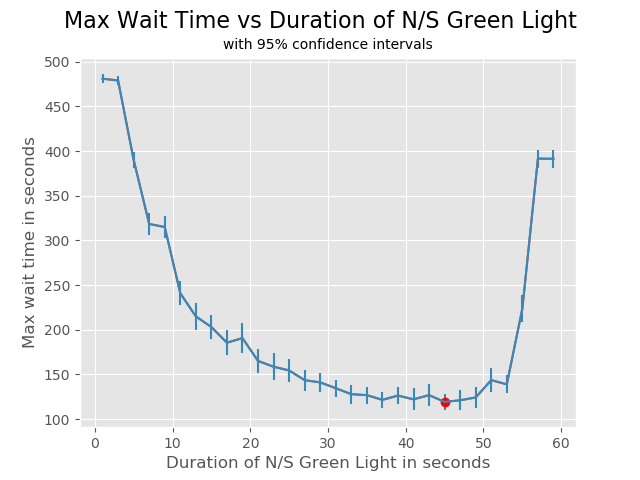 Max Wait Time vs Duration of N/S Green Light
with 95% confidence intervals
500
450
400
350
300
250
200
150
100
Max wait time in seconds
0 10 20 30 40 50 60
Duration of N/S Green Light in seconds